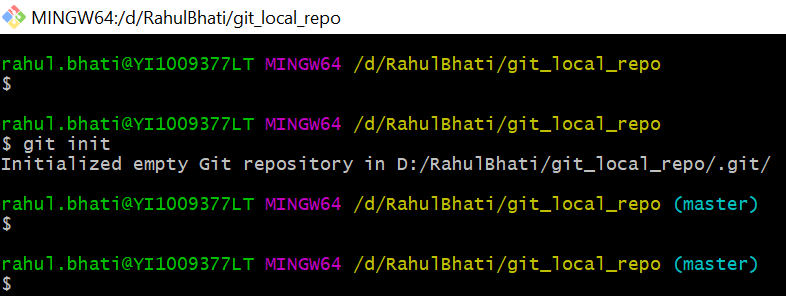 MINGW64:/d/RahulBhati/git_local_repo
rahul.bhati@YI1009377LT MINGW64 /d/RahulBhati/git_local_repo
$
rahul.bhati@YI1009377LT MINGW64 /d/RahulBhati/git_local_repo
$ git init
Initialized empty Git repository in D:/RahulBhati/git_local_repo/.git/
rahul.bhati@YI1009377LT MINGW64 /d/RahulBhati/git_local_repo (master)
$
rahul.bhati@YI1009377LT MINGW64 /d/RahulBhati/git_local_repo (master)
$